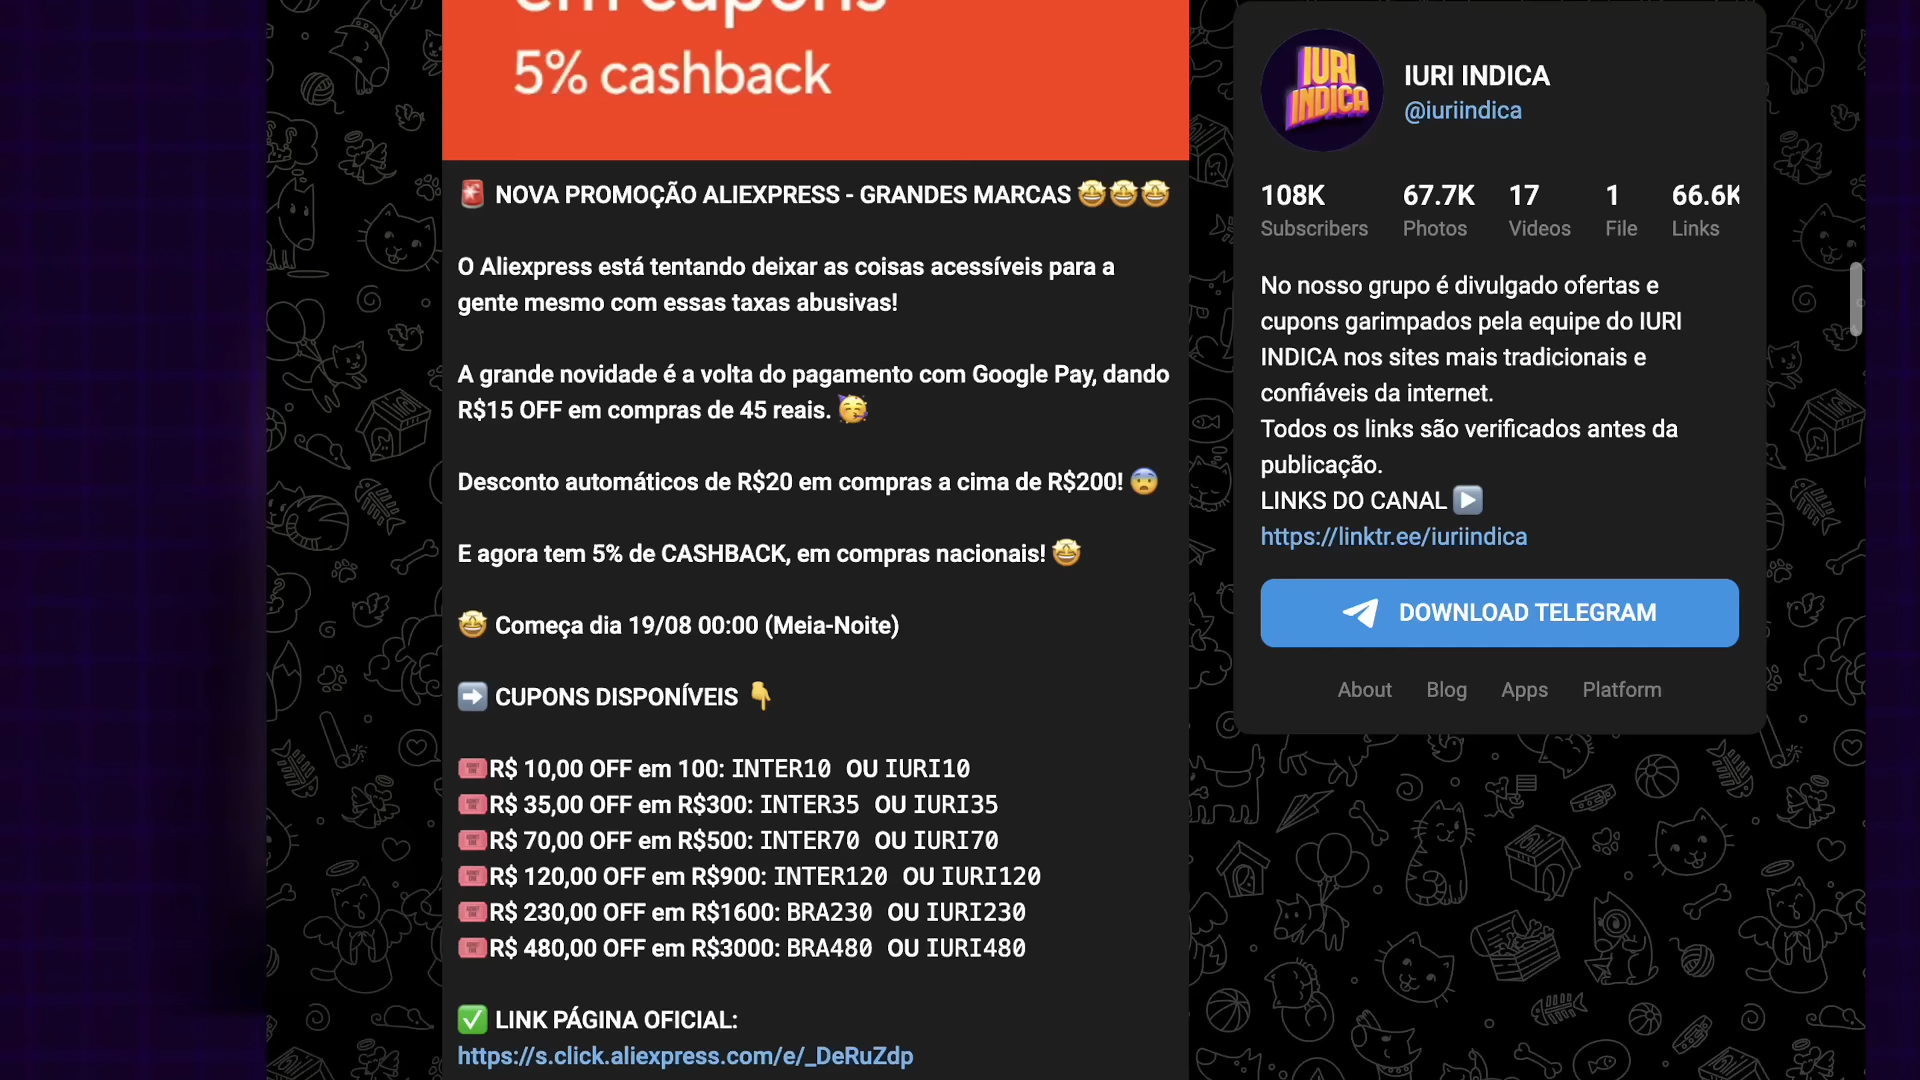 em cupons
5% cashback
NOVA PROMOÇÃO ALIEXPRESS - GRANDES MARCAS
O Aliexpress está tentando deixar as coisas acessíveis para a
gente mesmo com essas taxas abusivas!
A grande novidade é a volta do pagamento com Google Pay, dando
R$15 OFF em compras de 45 reais.
Desconto automáticos de R$20 em compras a cima de R$200!
E agora tem 5% de CASHBACK, em compras nacionais!
Começa dia 19/08 00:00 (Meia-Noite)
CUPONS DISPONÍVEIS
R$ 10,00 OFF em 100: INTER10 OU IURI10
R$ 35,00 OFF em R$300: INTER35 OU IURI35
R$ 70,00 OFF em R$500: INTER70 OU IURI70
R$ 120,00 OFF em R$900: INTER120 OU IURI120
R$ 230,00 OFF em R$1600: BRA230 OU IURI230
R$ 480,00 OFF em R$3000: BRA480 OU IURI480
LINK PÁGINA OFICIAL:
https://s.click.aliexpress.com/e/_DeRuZdp
IURI
INDICA
IURI INDICA
@iuriindica
108K 67.7K 17 1 66.6K
Subscribers Photos Videos File Links
No nosso grupo é divulgado ofertas e
cupons garimpados pela equipe do IURI
INDICA nos sites mais tradicionais e
confiáveis da internet.
Todos os links são verificados antes da
publicação.
LINKS DO CANAL
https://linktr.ee/iuriindica
DOWNLOAD TELEGRAM
About Blog Apps Platform